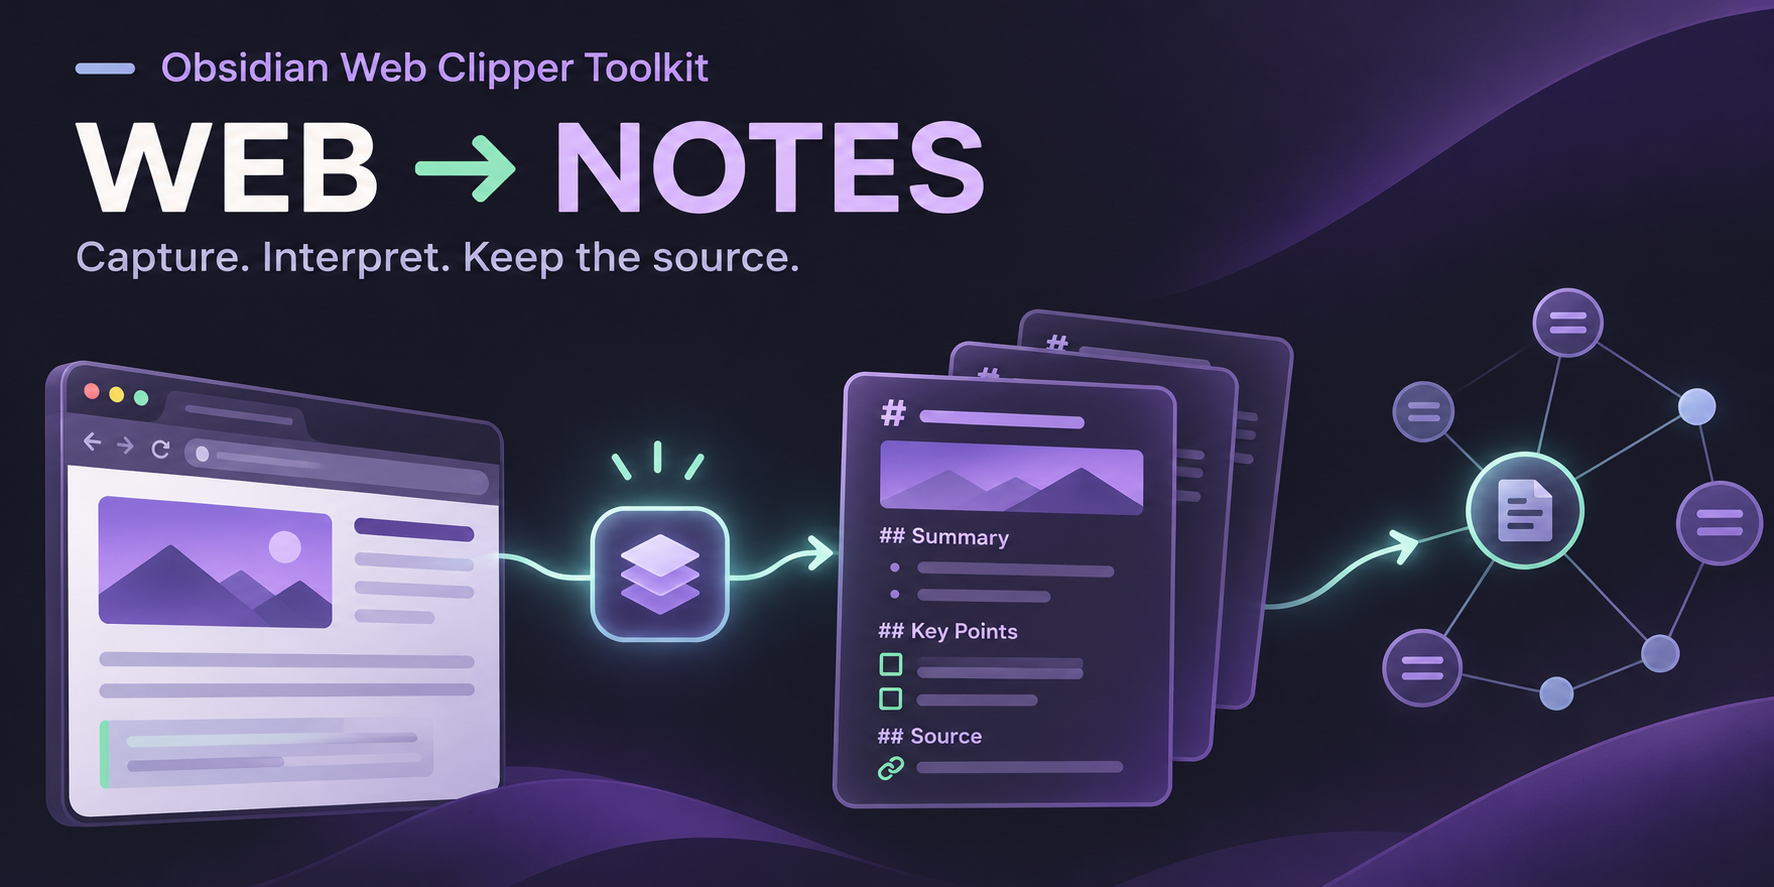 Obsidian Web Clipper Toolkit
WEB → NOTES
Capture. Interpret. Keep the source.
#
#
#
## Summary
## Key Points
## Source